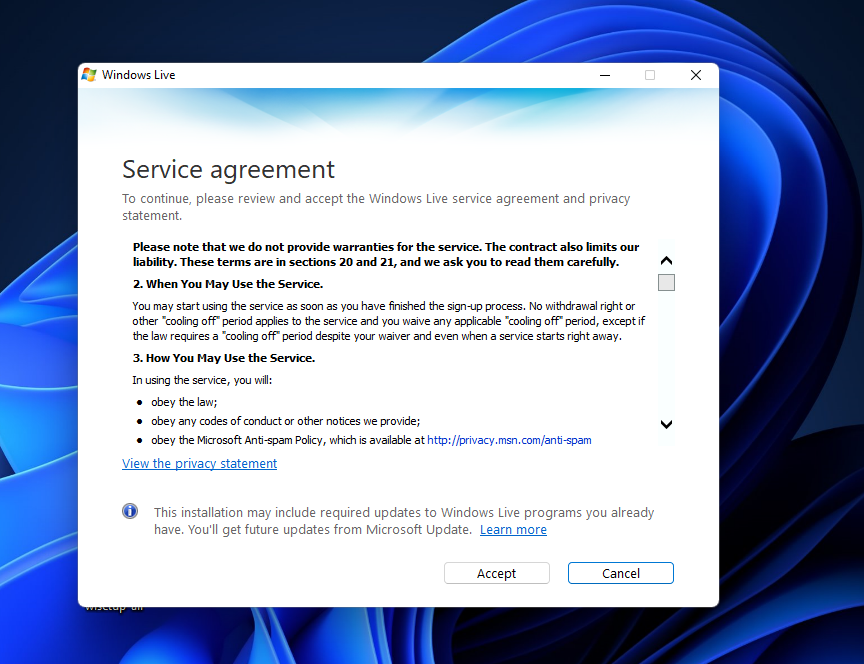 Windows Live
Service agreement
To continue, please review and accept the Windows Live service agreement and privacy
statement.
Please note that we do not provide warranties for the service. The contract also limits our
liability. These terms are in sections 20 and 21, and we ask you to read them carefully.
2. When You May Use the Service.
You may start using the service as soon as you have finished the sign-up process. No withdrawal right or
other "cooling off" period applies to the service and you waive any applicable "cooling off" period, except if
the law requires a "cooling off" period despite your waiver and even when a service starts right away.
3. How You May Use the Service.
In using the service, you will:
• obey the law;
• obey any codes of conduct or other notices we provide;
• obey the Microsoft Anti-spam Policy, which is available at http://privacy.msn.com/anti-spam
View the privacy statement
This installation may include required updates to Windows Live programs you already
have. You'll get future updates from Microsoft Update. Learn more
Accept
Cancel